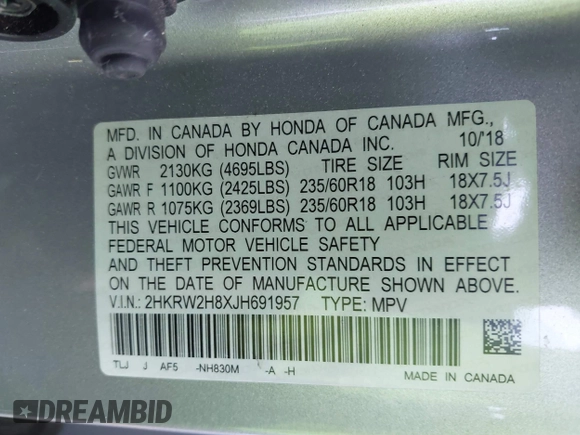 MFD. IN CANADA BY HONDA OF CANADA MFG.,
A DIVISION OF HONDA CANADA INC. 10/'18
GVWR 2130KG (4695LBS) TIRE SIZE RIM SIZE
GAWR F 1100KG (2425LBS) 235/60R18 103H 18X7.5J
GAWR R 1075KG (2369LBS) 235/60R18 103H 18X7.5J
THIS VEHICLE CONFORMS TO ALL APPLICABLE
FEDERAL MOTOR VEHICLE SAFETY
AND THEFT PREVENTION STANDARDS IN EFFECT
ON THE DATE OF MANUFACTURE SHOWN ABOVE.
V.I.N.: 2HKRW2H8XJH691957 TYPE: MPV
TLJ J AF5 -NH830M -A -H
MADE IN CANADA
DREAMBID